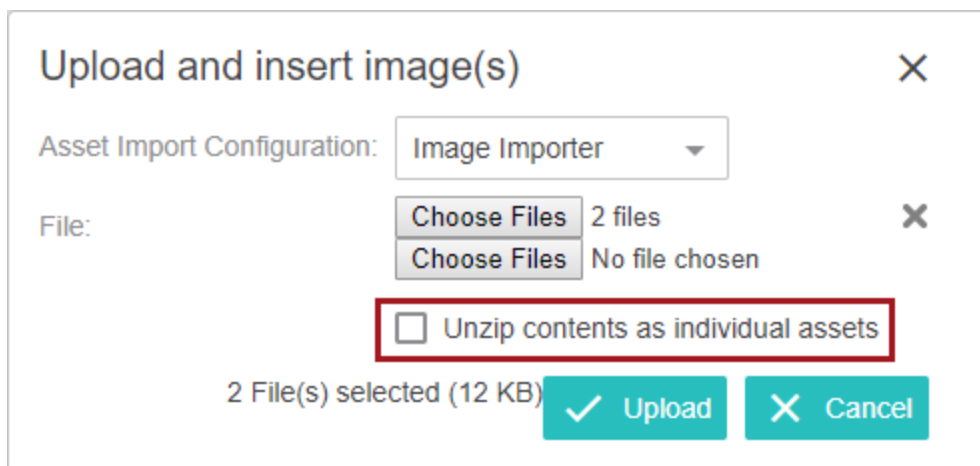 Upload and insert image(s)
Asset Import Configuration: Image Importer
File: Choose Files 2 files
Choose Files No file chosen
Unzip contents as individual assets
2 File(s) selected (12 KB) Upload Cancel